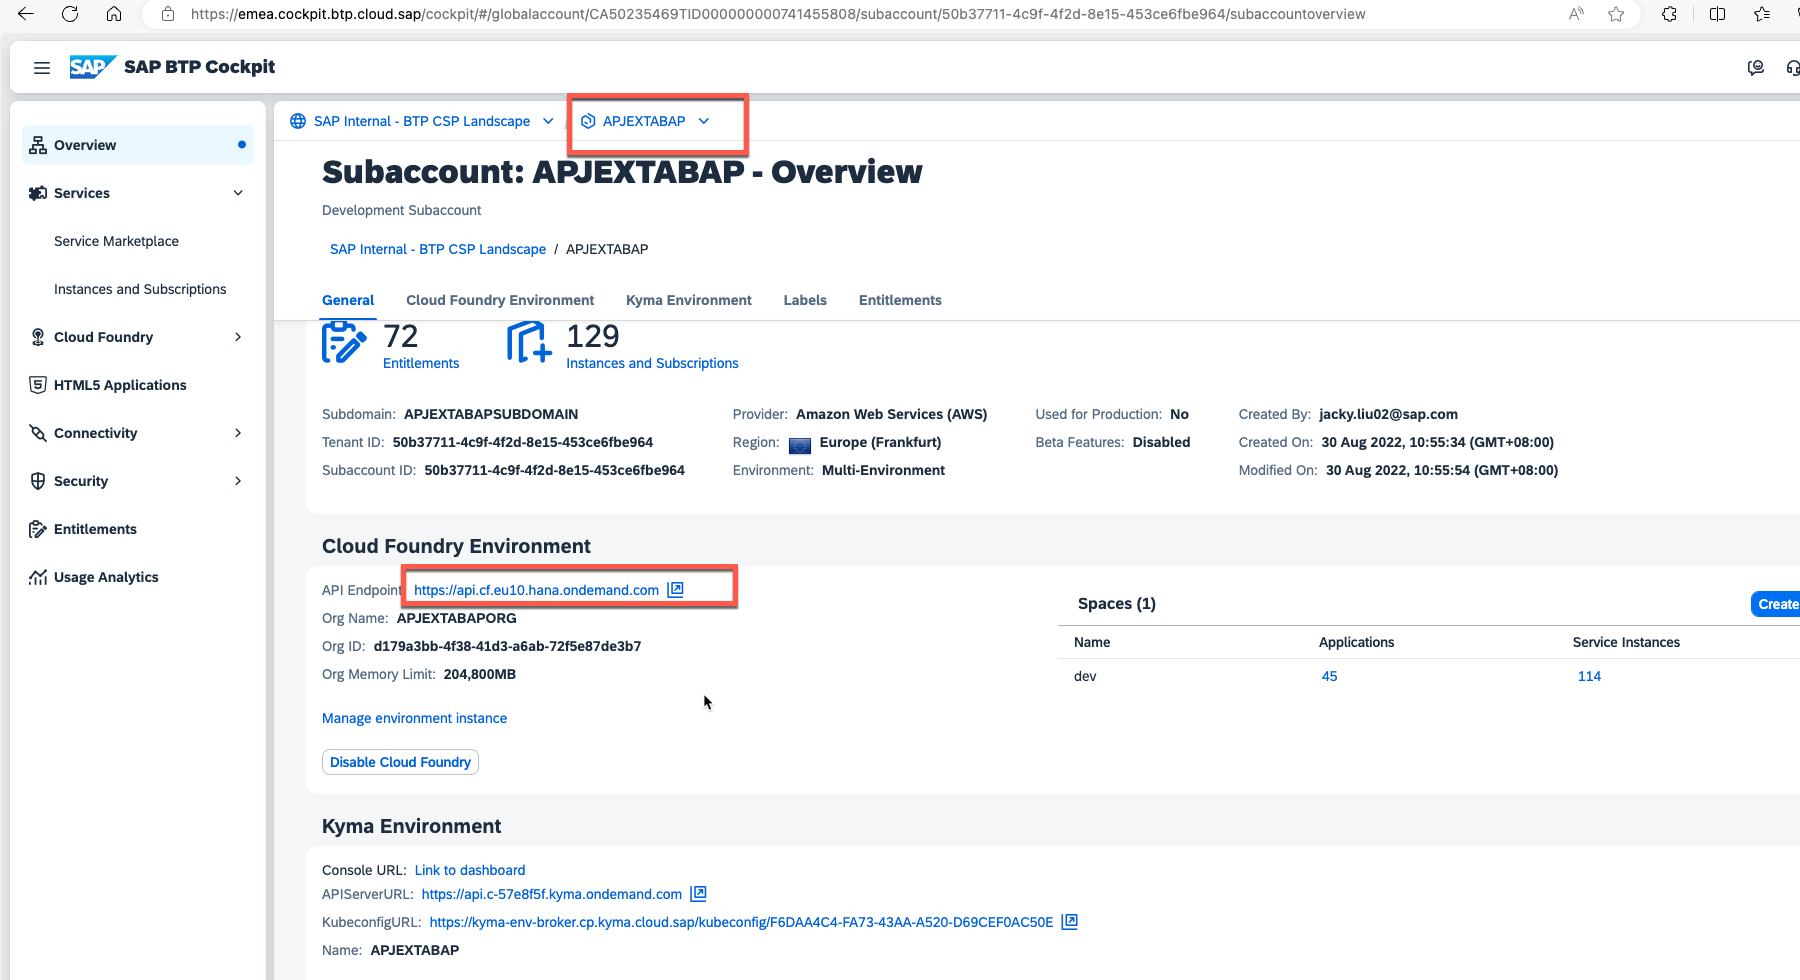 https://emea.cockpit.btp.cloud.sap/cockpit/#/globalaccount/CA50235469TID000000000741455808/subaccount/50b37711-4c9f-4f2d-8e15-453ce6fbe964/subaccountoverview
SAP SAP BTP Cockpit
Overview
Services
Service Marketplace
Instances and Subscriptions
Cloud Foundry
HTML5 Applications
Connectivity
Security
Entitlements
Usage Analytics
SAP Internal - BTP CSP Landscape / APJEXTABAP
Subaccount: APJEXTABAP - Overview
Development Subaccount
SAP Internal - BTP CSP Landscape / APJEXTABAP
General Cloud Foundry Environment Kyma Environment Labels Entitlements
72 129
Entitlements Instances and Subscriptions
Subdomain: APJEXTABAPSUBDOMAIN Provider: Amazon Web Services (AWS) Used for Production: No Created By: jacky.liu02@sap.com
Tenant ID: 50b37711-4c9f-4f2d-8e15-453ce6fbe964 Region: Europe (Frankfurt) Beta Features: Disabled Created On: 30 Aug 2022, 10:55:34 (GMT+08:00)
Subaccount ID: 50b37711-4c9f-4f2d-8e15-453ce6fbe964 Environment: Multi-Environment Modified On: 30 Aug 2022, 10:55:54 (GMT+08:00)
Cloud Foundry Environment
API Endpoint https://api.cf.eu10.hana.ondemand.com
Org Name: APJEXTABAPORG
Org ID: d179a3bb-4f38-41d3-a6ab-72f5e87de3b7
Org Memory Limit: 204,800MB
Manage environment instance
Disable Cloud Foundry
Spaces (1) Create
Name Applications Service Instances
dev 45 114
Kyma Environment
Console URL: Link to dashboard
APIServerURL: https://api.c-57e8f5f.kyma.ondemand.com
KubeconfigURL: https://kyma-env-broker.cp.kyma.cloud.sap/kubeconfig/F6DAA4C4-FA73-43AA-A520-D69CEF0AC50E
Name: APJEXTABAP